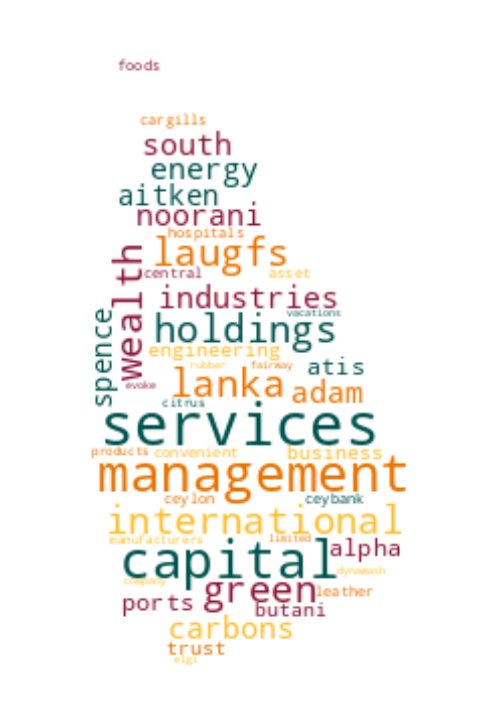 foods
cargills
south
energy
aitken
noorani
hospitals
laugfs
wealth
central
asset
industries
vacations
holdings
spence
engineering
rubber
fairway
atis
evoke
lanka
adam
citrus
services
products
convenient
business
management
ceylon
ceybank
international
manufacturers
limited
alpha
capital
dynawash
company
green
leather
ports
butani
carbons
trust
elgi